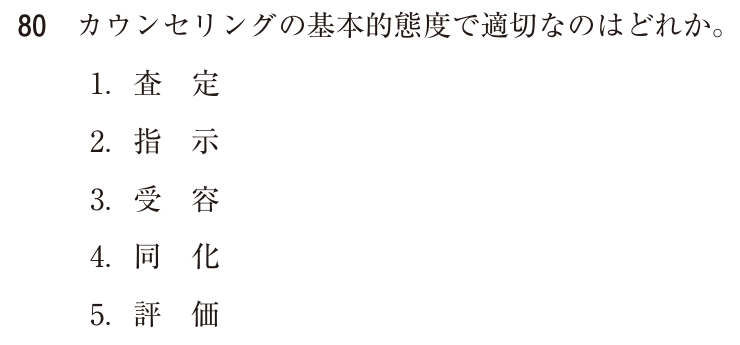 80 カウンセリングの基本的態度で適切なのはどれか。
1. 査 定
2. 指 示
3. 受 容
4. 同 化
5. 評 価